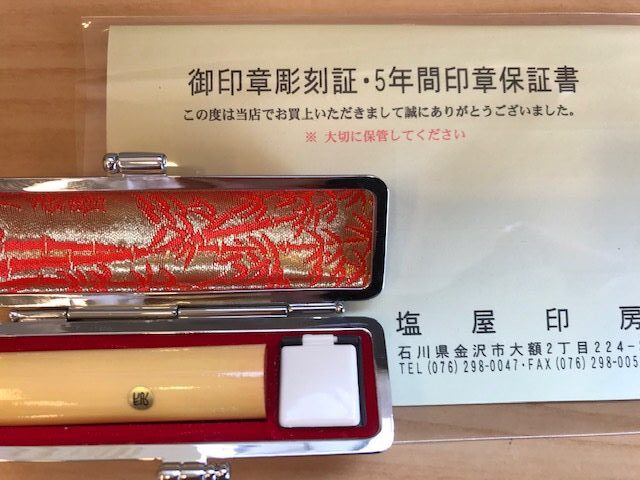 御印章彫刻証・5年間印章保証書
この度は当店でお買上いただきまして誠にありがとうございました。
※ 大切に保管してください
塩屋印房
石川県金沢市大額2丁目224-
TEL(076)298-0047・FAX(076)298-005